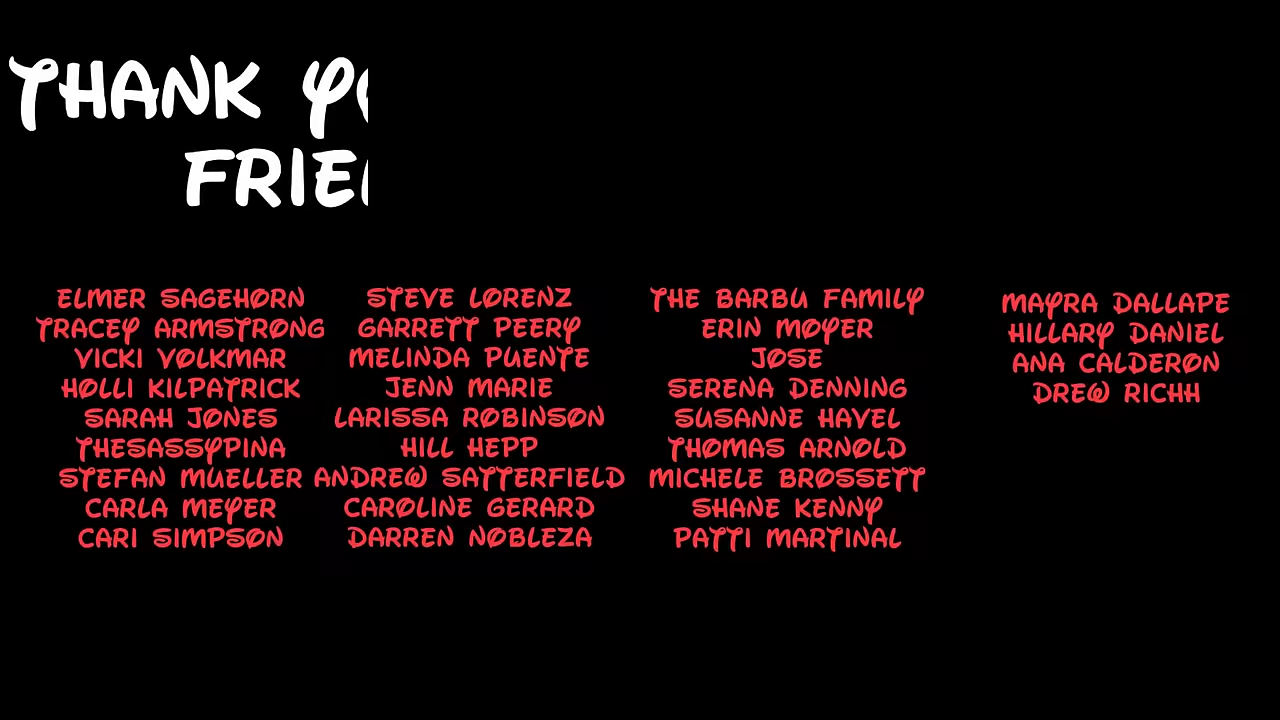 THANK YO
FRIE
ELMER SAGEHORN
TRACEY ARMSTRONG
VICKI VOLKMAR
HOLLI KILPATRICK
SARAH JONES
THESASSYPINA
STEFAN MUELLER
CARLA MEYER
CARI SIMPSON
STEVE LORENZ
GARRETT PEERY
MELINDA PUENTE
JENN MARIE
LARISSA ROBINSON
HILL HEPP
ANDREW SATTERFIELD
CAROLINE GERARD
DARREN NOBLEZA
THE BARBU FAMILY
ERIN MOYER
JOSE
SERENA DENNING
SUSANNE HAVEL
THOMAS ARNOLD
MICHELE BROSSETT
SHANE KENNY
PATTI MARTINAL
MAYRA DALLAPE
HILLARY DANIEL
ANA CALDERON
DREW RICHH